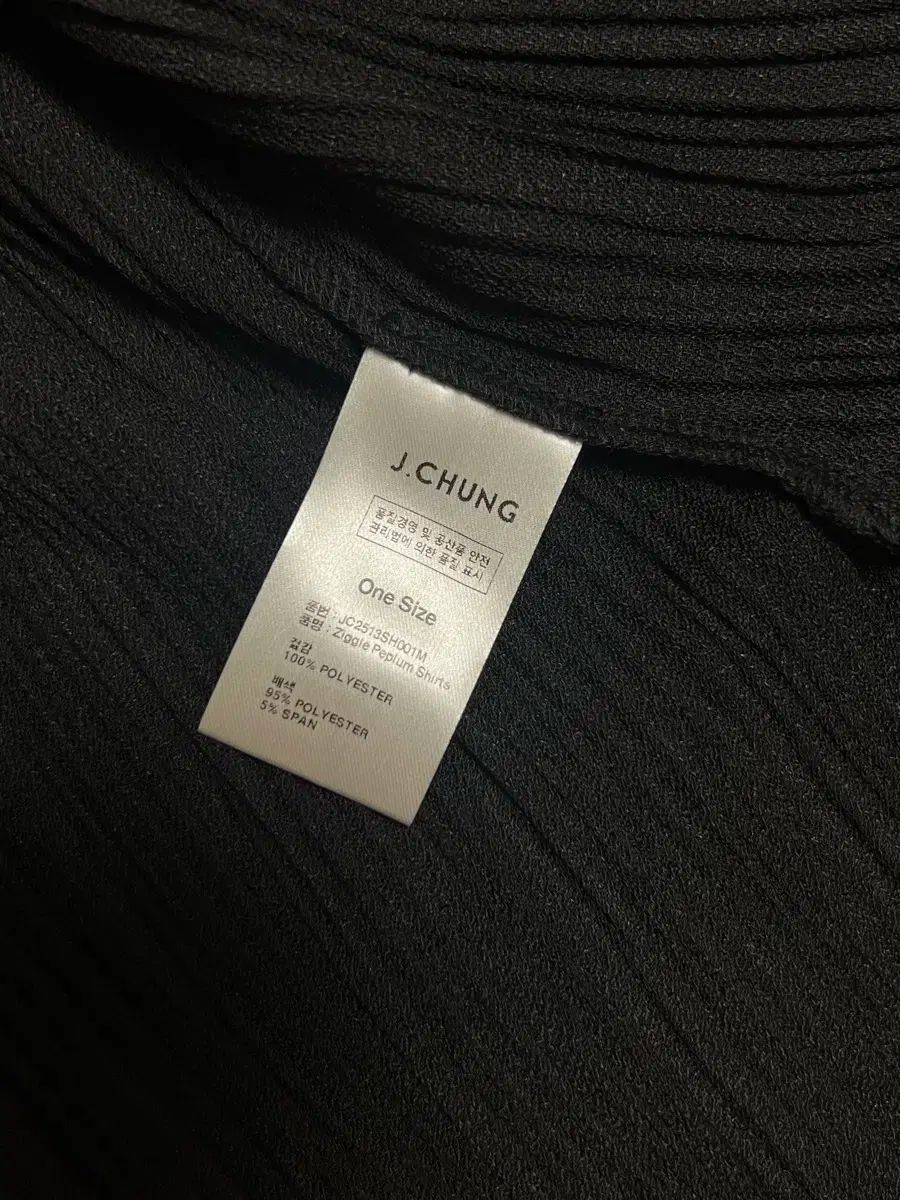 J.CHUNG
품질경영 및 공산품 안전
관리법에 의한 품질 표시
One Size
품번 : JC2513SH001M
품명 : Ziggle Peplum Shirts
겉감
100% POLYESTER
배색
95% POLYESTER
5% SPAN